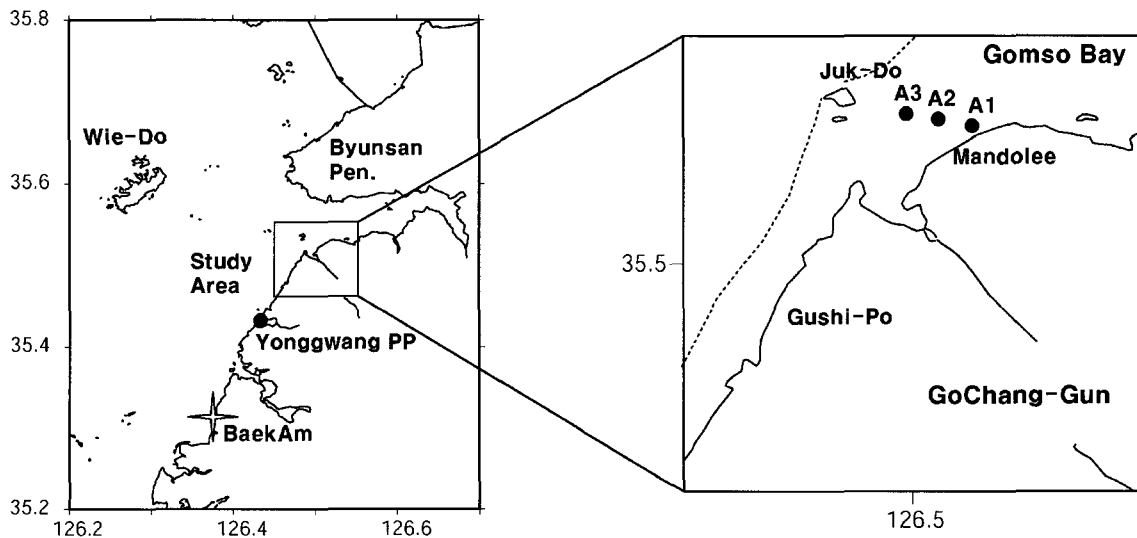 35.8
Wie-Do
Byunsan
Pen.
35.6
Study
Area
Yonggwang PP
35.4
BaekAm
35.2
126.2
126.4
126.6
Gomso Bay
Juk-Do
A3
A2
A1
Mandolee
35.5
Gushi-Po
GoChang-Gun
126.5